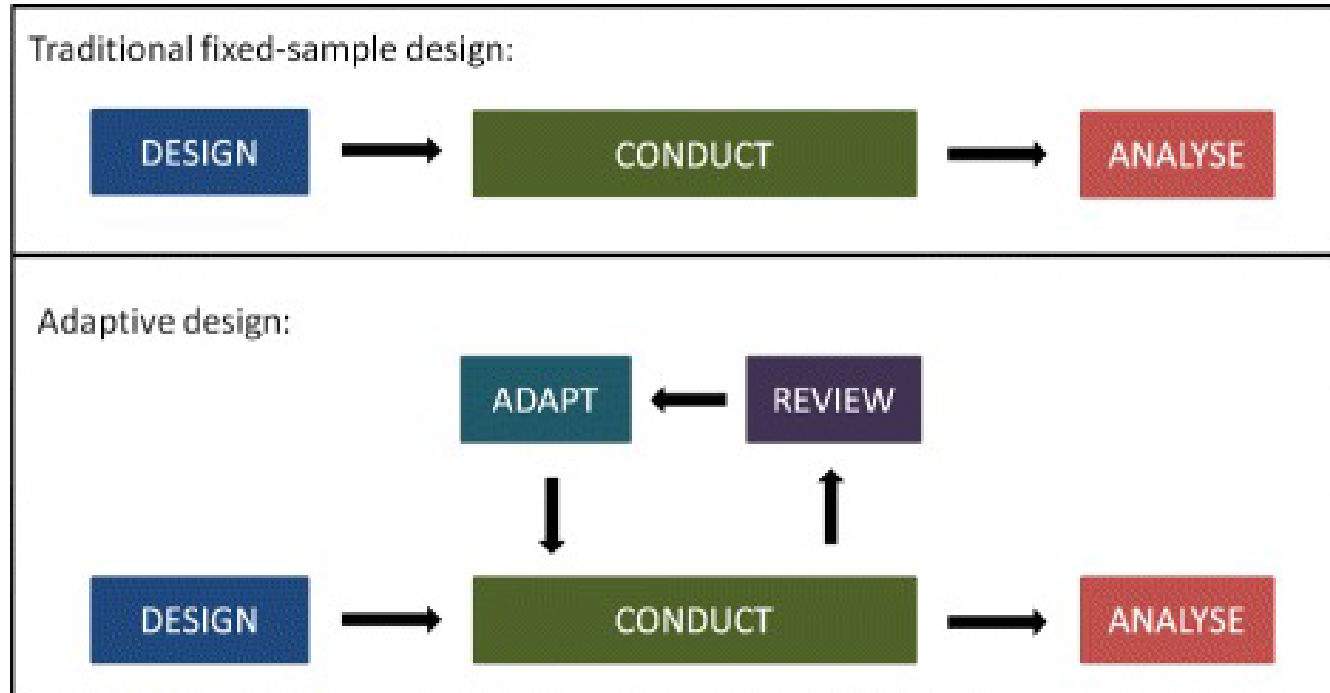 Traditional fixed-sample design:
DESIGN
CONDUCT
ANALYSE
Adaptive design:
ADAPT
REVIEW
DESIGN
CONDUCT
ANALYSE